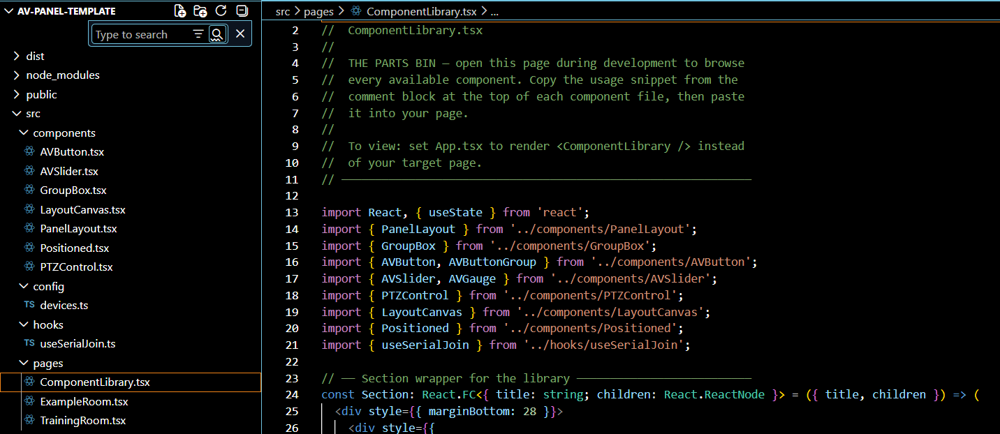 AV-PANEL-TEMPLATE
Type to search
dist
node_modules
public
src
components
AVButton.tsx
AVSlider.tsx
GroupBox.tsx
LayoutCanvas.tsx
PanelLayout.tsx
Positioned.tsx
PTZControl.tsx
config
TS devices.ts
hooks
TS useSerialJoin.ts
pages
ComponentLibrary.tsx
ExampleRoom.tsx
TrainingRoom.tsx
src > pages > ComponentLibrary.tsx > ...
2 // ComponentLibrary.tsx
3 //
4 // THE PARTS BIN — open this page during development to browse
5 // every available component. Copy the usage snippet from the
6 // comment block at the top of each component file, then paste
7 // it into your page.
8 //
9 // To view: set App.tsx to render <ComponentLibrary /> instead
10 // of your target page.
11 // ─────────────────────────────────────────────────────────────
12
13 import React, { useState } from 'react';
14 import { PanelLayout } from '../components/PanelLayout';
15 import { GroupBox } from '../components/GroupBox';
16 import { AVButton, AVButtonGroup } from '../components/AVButton';
17 import { AVSlider, AVGauge } from '../components/AVSlider';
18 import { PTZControl } from '../components/PTZControl';
19 import { LayoutCanvas } from '../components/LayoutCanvas';
20 import { Positioned } from '../components/Positioned';
21 import { useSerialJoin } from '../hooks/useSerialJoin';
22
23 // ── Section wrapper for the library ──────────────────────────
24 const Section: React.FC<{ title: string; children: React.ReactNode }> = ({ title, children }) => (
25 <div style={{ marginBottom: 28 }}>
26 <div style={{